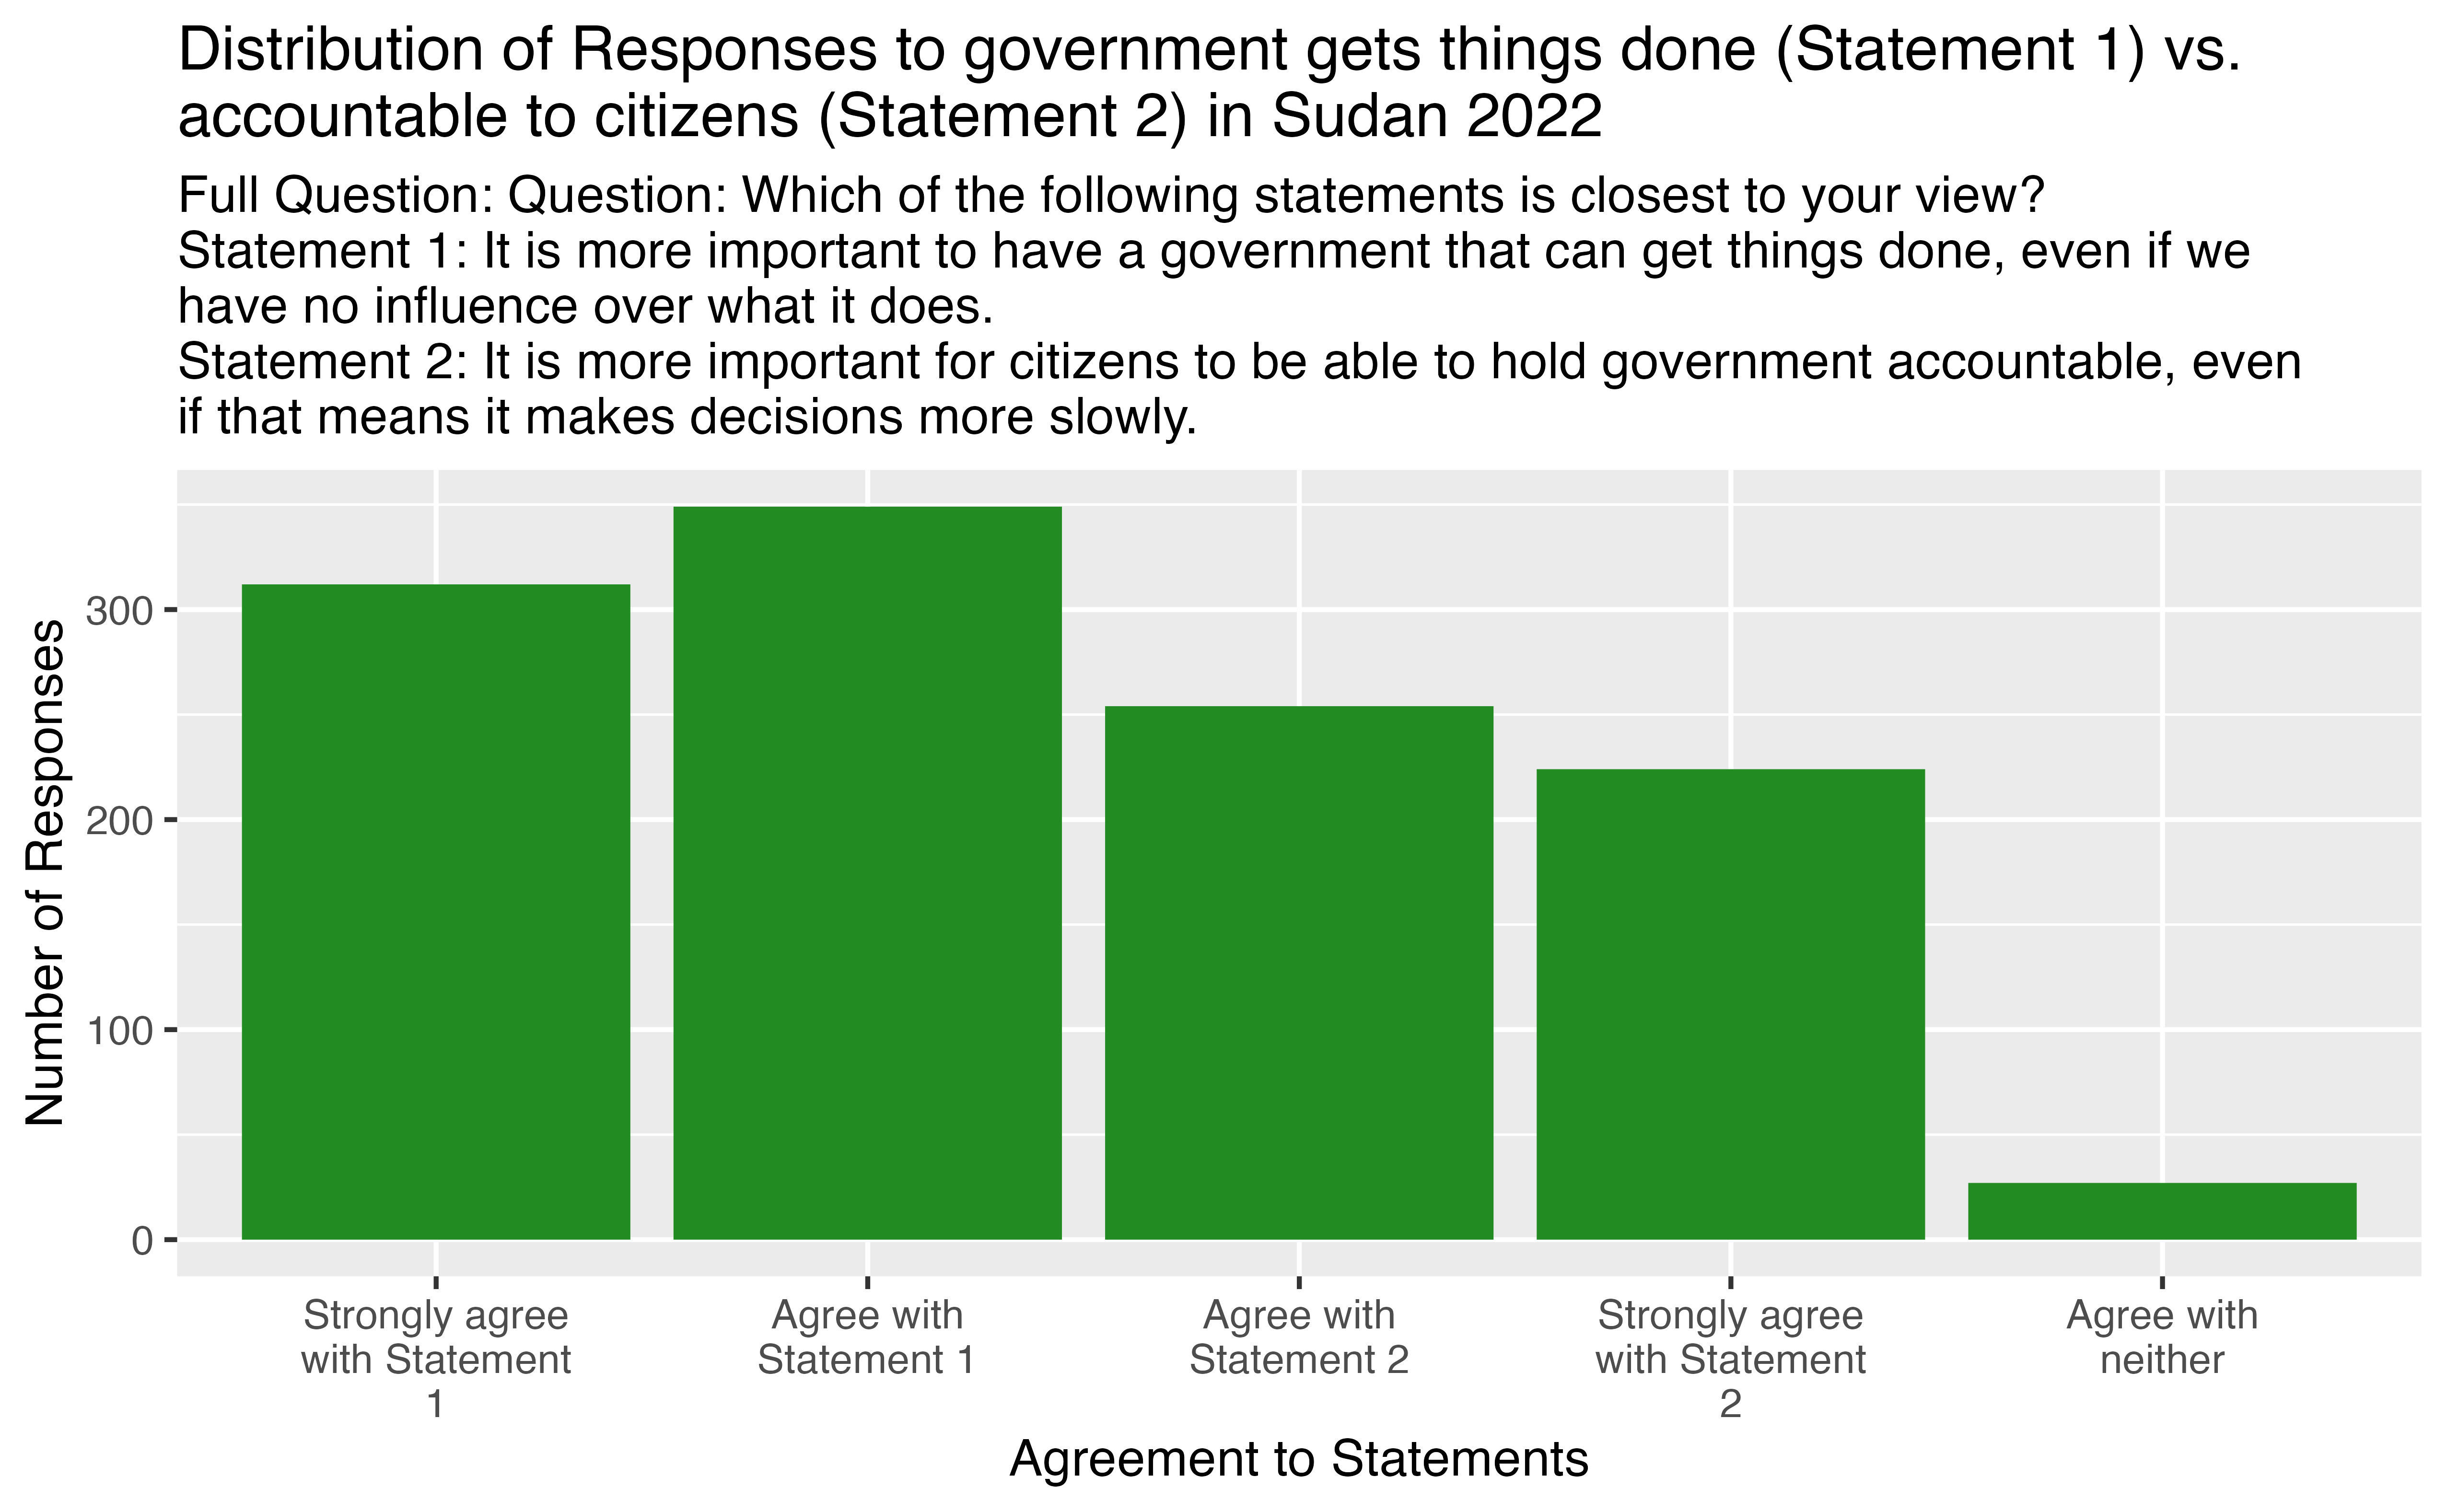 Distribution of Responses to government gets things done (Statement 1) vs.
accountable to citizens (Statement 2) in Sudan 2022
Full Question: Question: Which of the following statements is closest to your view?
Statement 1: It is more important to have a government that can get things done, even if we
have no influence over what it does.
Statement 2: It is more important for citizens to be able to hold government accountable, even
if that means it makes decisions more slowly.
Number of Responses
300
200
100
0
Strongly agree
with Statement
1
Agree with
Statement 1
Agree with
Statement 2
Strongly agree
with Statement
2
Agree with
neither
Agreement to Statements